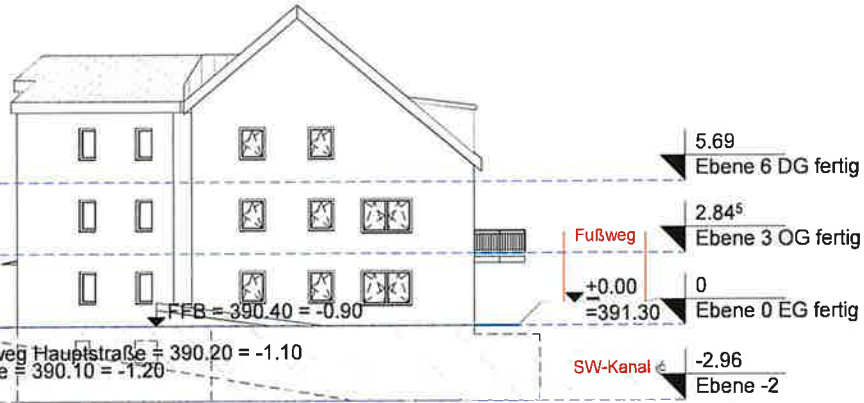 5.69
Ebene 6 DG fertig
2.84⁵
Ebene 3 OG fertig
Fußweg
±0.00
=391.30
0
Ebene 0 EG fertig
FFB = 390.40 = -0.90
weg Hauptstraße = 390.20 = -1.10
e = 390.10 = -1.20
SW-Kanal
-2.96
Ebene -2